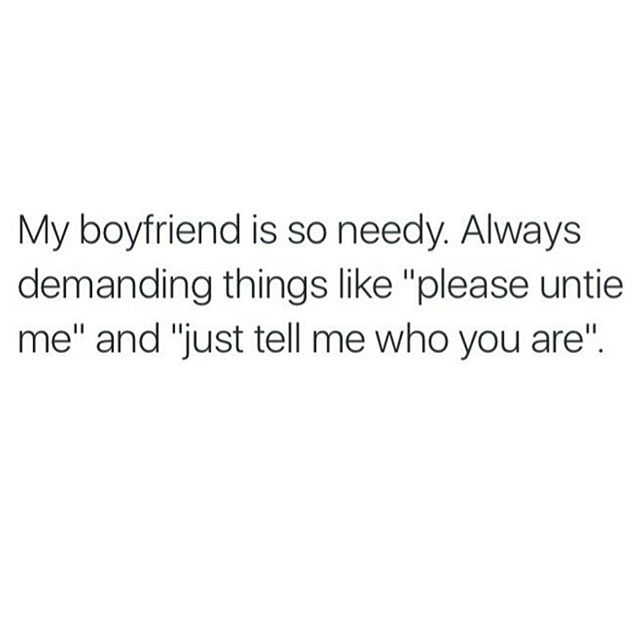 My boyfriend is so needy. Always
demanding things like "please untie
me" and "just tell me who you are".